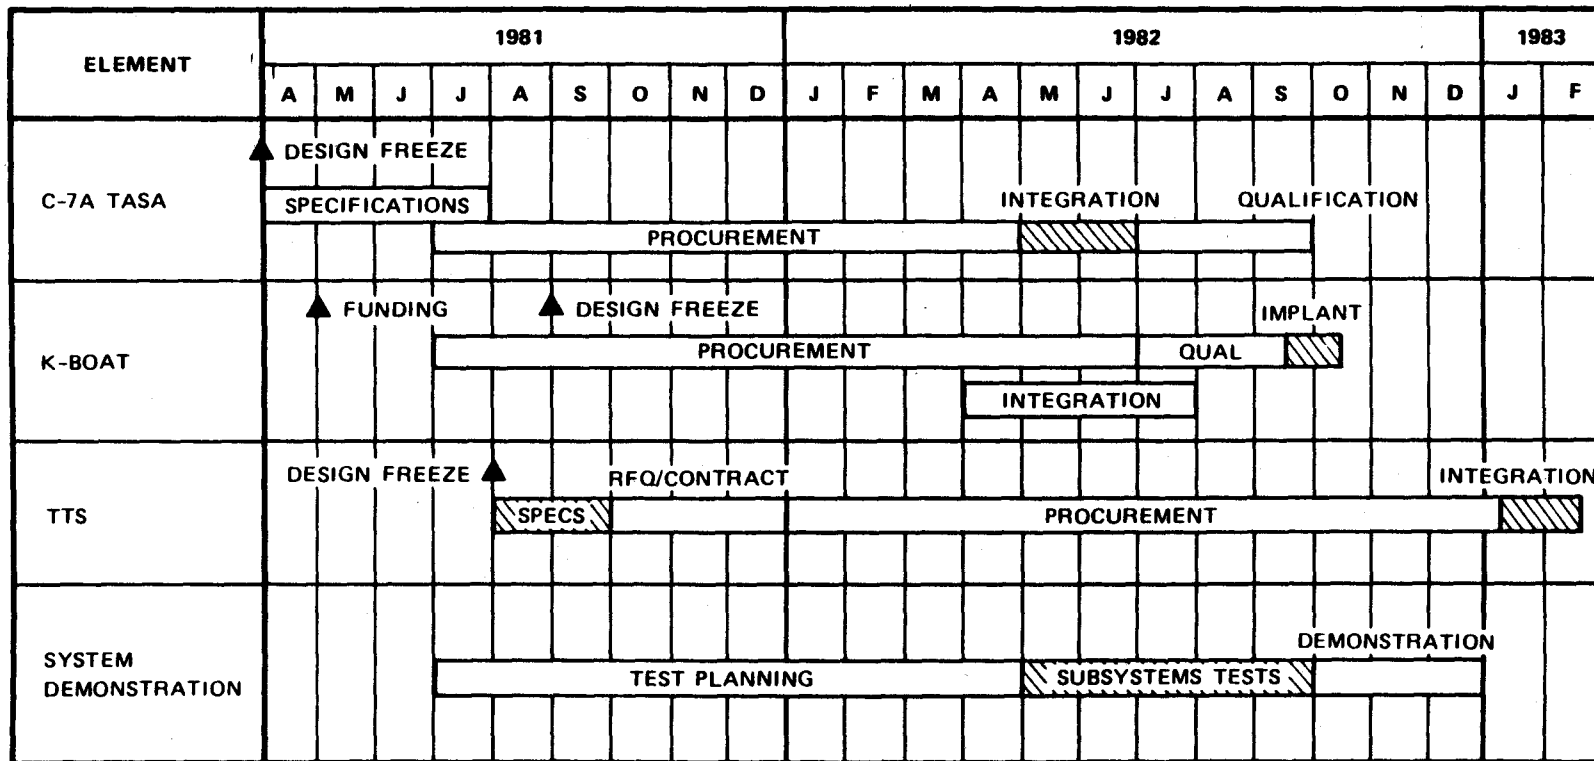 ELEMENT
1981
1982
1983
A M J J A S O N D J F M A M J J A S O N D J F
C-7A TASA
DESIGN FREEZE
SPECIFICATIONS
INTEGRATION
QUALIFICATION
PROCUREMENT
K-BOAT
FUNDING
DESIGN FREEZE
IMPLANT
PROCUREMENT
QUAL
INTEGRATION
TTS
DESIGN FREEZE
RFQ/CONTRACT
INTEGRATION
SPECS
PROCUREMENT
SYSTEM
DEMONSTRATION
DEMONSTRATION
TEST PLANNING
SUBSYSTEMS TESTS